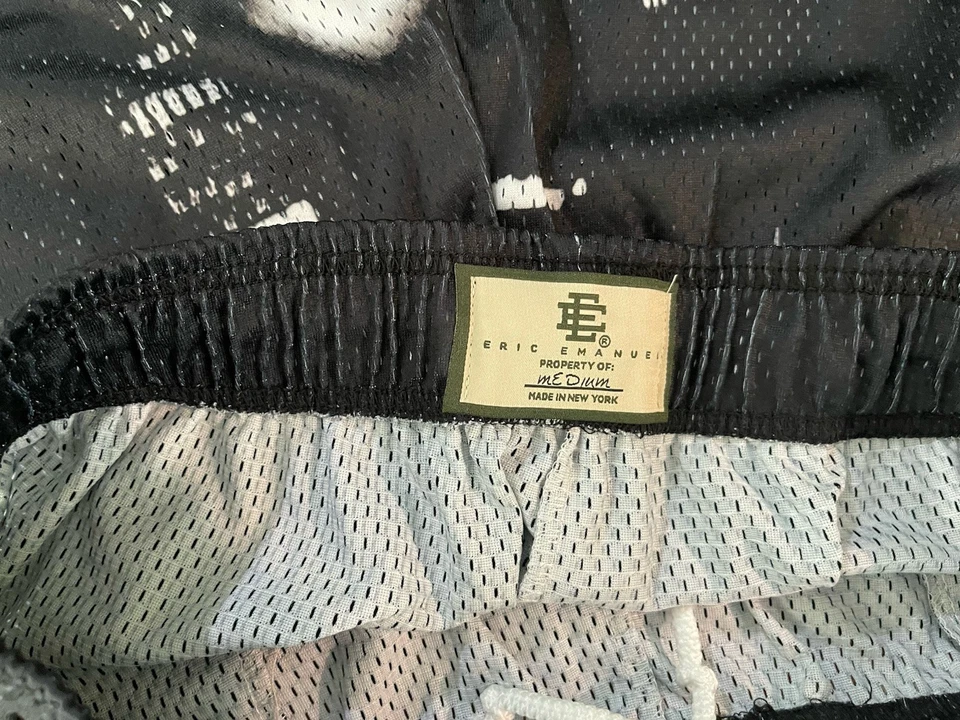 EE®
ERIC EMANUEL
PROPERTY OF:
mEDIum
MADE IN NEW YORK